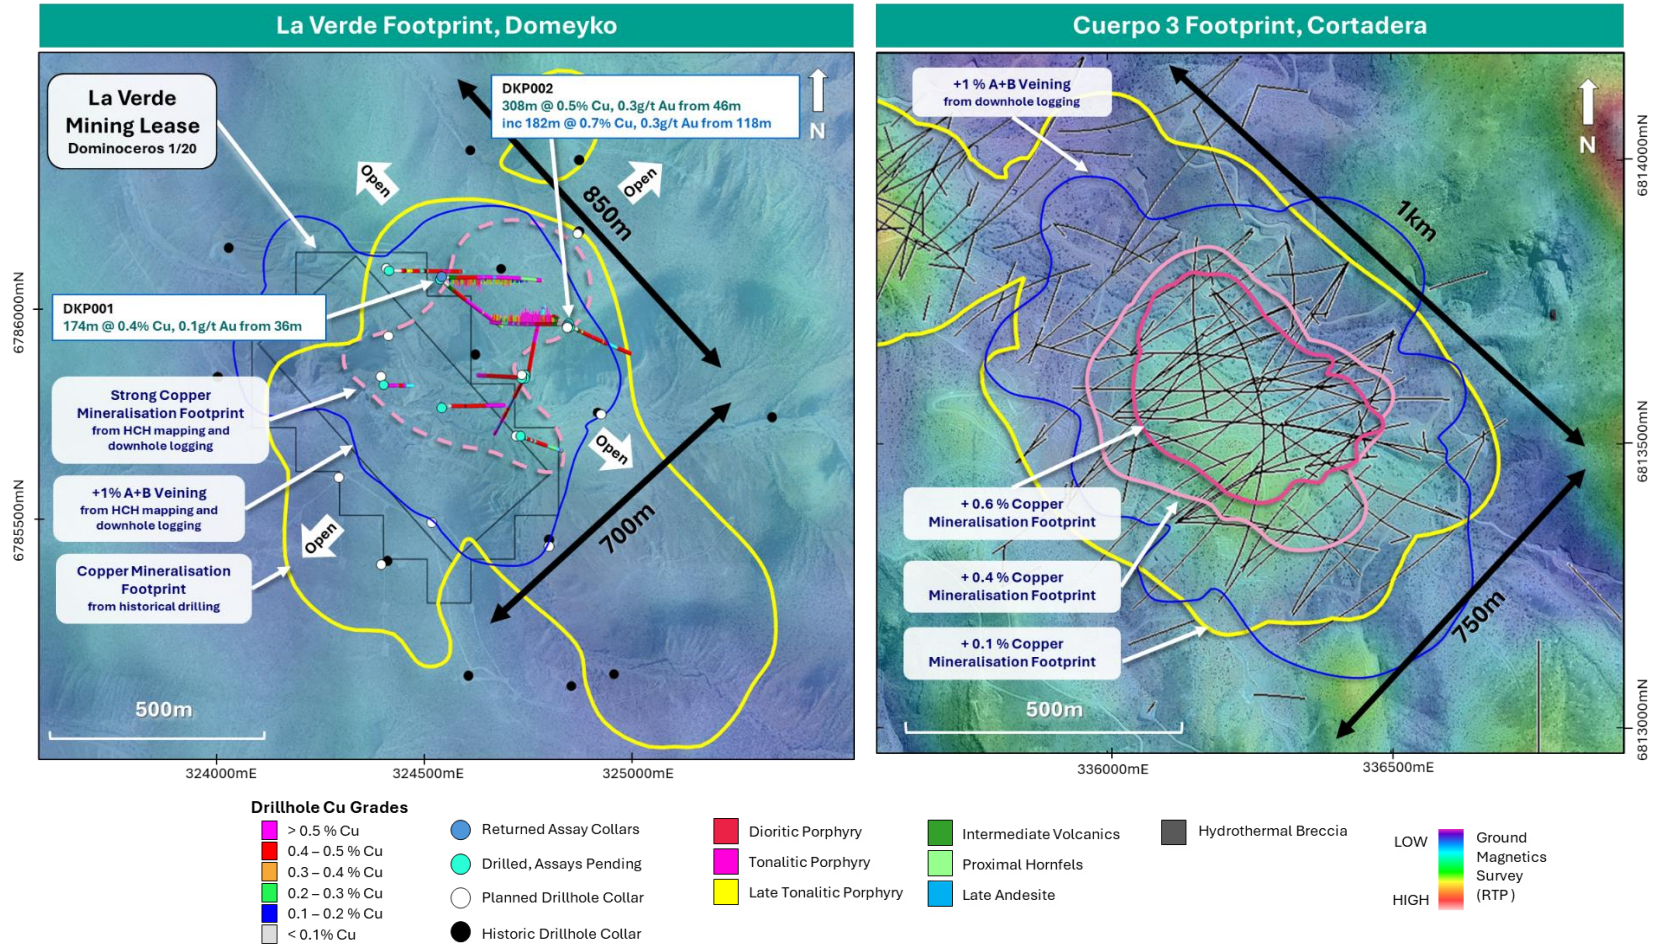 La Verde Footprint, Domeyko
La Verde
Mining Lease
Dominoceros 1/20
DKP002
308m @ 0.5% Cu, 0.3g/t Au from 46m
inc 182m @ 0.7% Cu, 0.3g/t Au from 118m
N
Open
Open
850m
DKP001
174m @ 0.4% Cu, 0.1g/t Au from 36m
Strong Copper
Mineralisation Footprint
from HCH mapping and
downhole logging
+1% A+B Veining
from HCH mapping and
downhole logging
Copper Mineralisation
Footprint
from historical drilling
Open
Open
700m
500m
6786000mN
6785500mN
324000mE
324500mE
325000mE
Cuerpo 3 Footprint, Cortadera
+1 % A+B Veining
from downhole logging
N
1km
+ 0.6 % Copper
Mineralisation Footprint
+ 0.4 % Copper
Mineralisation Footprint
+ 0.1 % Copper
Mineralisation Footprint
750m
500m
6814000mN
6813500mN
6813000mN
336000mE
336500mE
Drillhole Cu Grades
> 0.5 % Cu
0.4 – 0.5 % Cu
0.3 – 0.4 % Cu
0.2 – 0.3 % Cu
0.1 – 0.2 % Cu
< 0.1% Cu
Returned Assay Collars
Drilled, Assays Pending
Planned Drillhole Collar
Historic Drillhole Collar
Dioritic Porphyry
Tonalitic Porphyry
Late Tonalitic Porphyry
Intermediate Volcanics
Proximal Hornfels
Late Andesite
Hydrothermal Breccia
LOW
HIGH
Ground
Magnetics
Survey
(RTP )